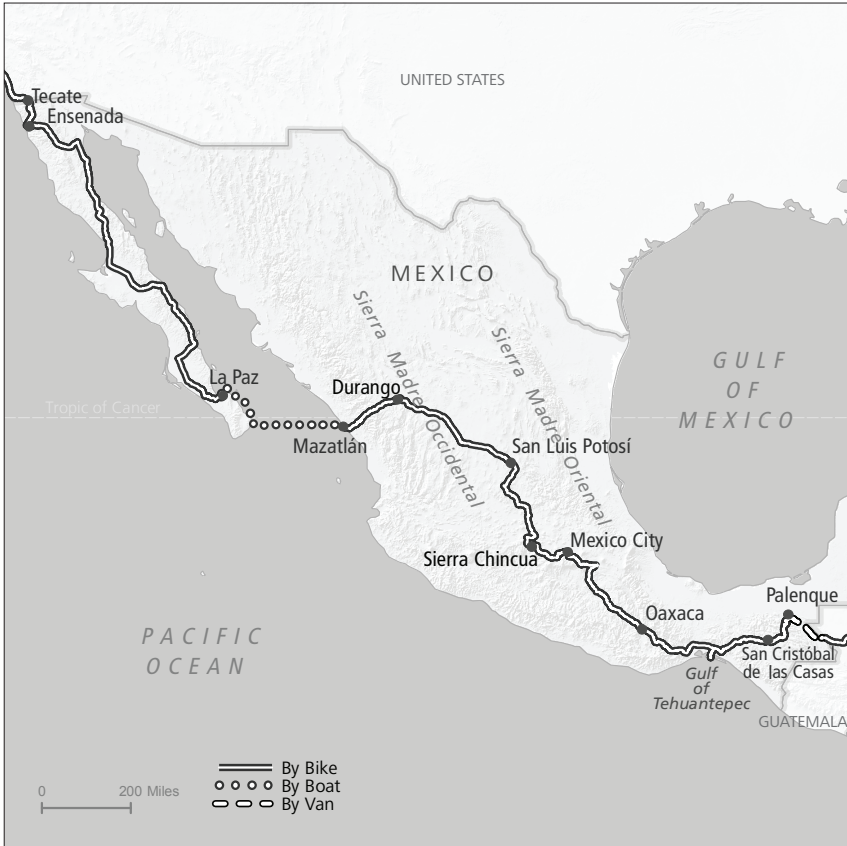 UNITED STATES
Tecate
Ensenada
MEXICO
Sierra Madre Occidental
Sierra Madre Oriental
GULF
OF
MEXICO
La Paz
Durango
Tropic of Cancer
Mazatlán
San Luis Potosí
Mexico City
Sierra Chincua
Palenque
Oaxaca
PACIFIC
OCEAN
San Cristóbal
de las Casas
Gulf
of
Tehuantepec
GUATEMALA
By Bike
By Boat
By Van
0 200 Miles